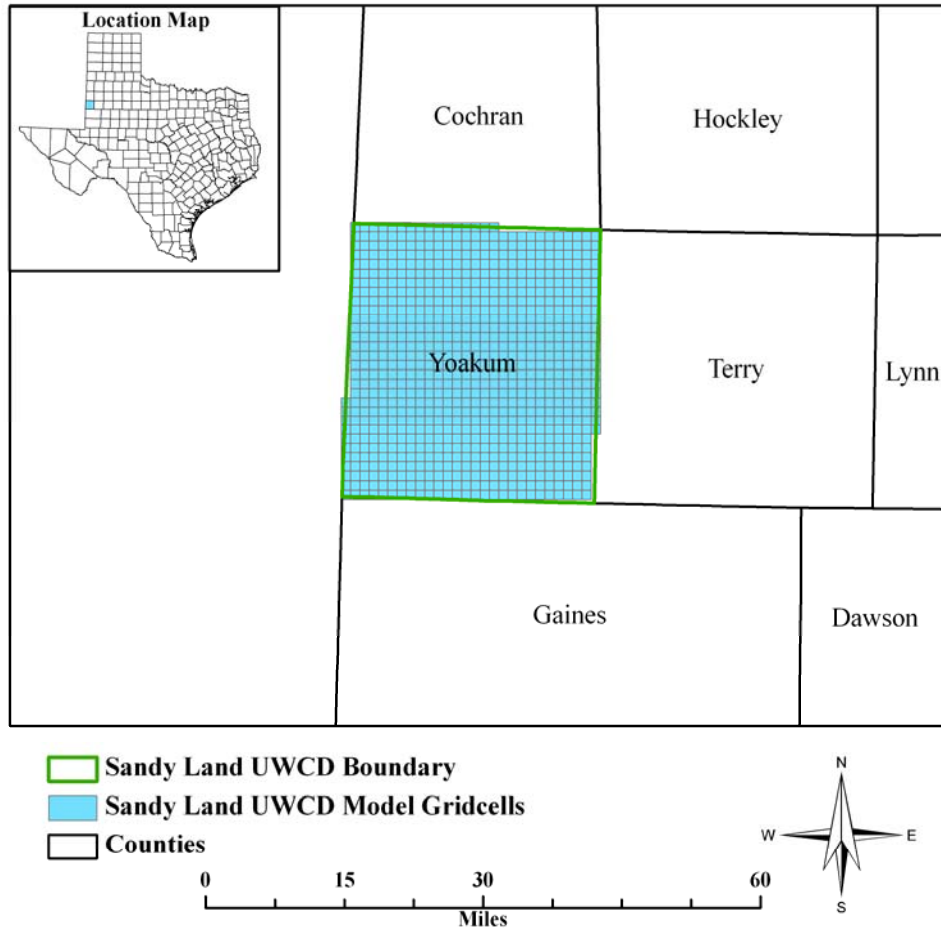 Location Map
Cochran
Hockley
Yoakum
Terry
Lynn
Gaines
Dawson
Sandy Land UWCD Boundary
Sandy Land UWCD Model Gridcells
Counties
N
W
E
S
0 15 30 60
Miles